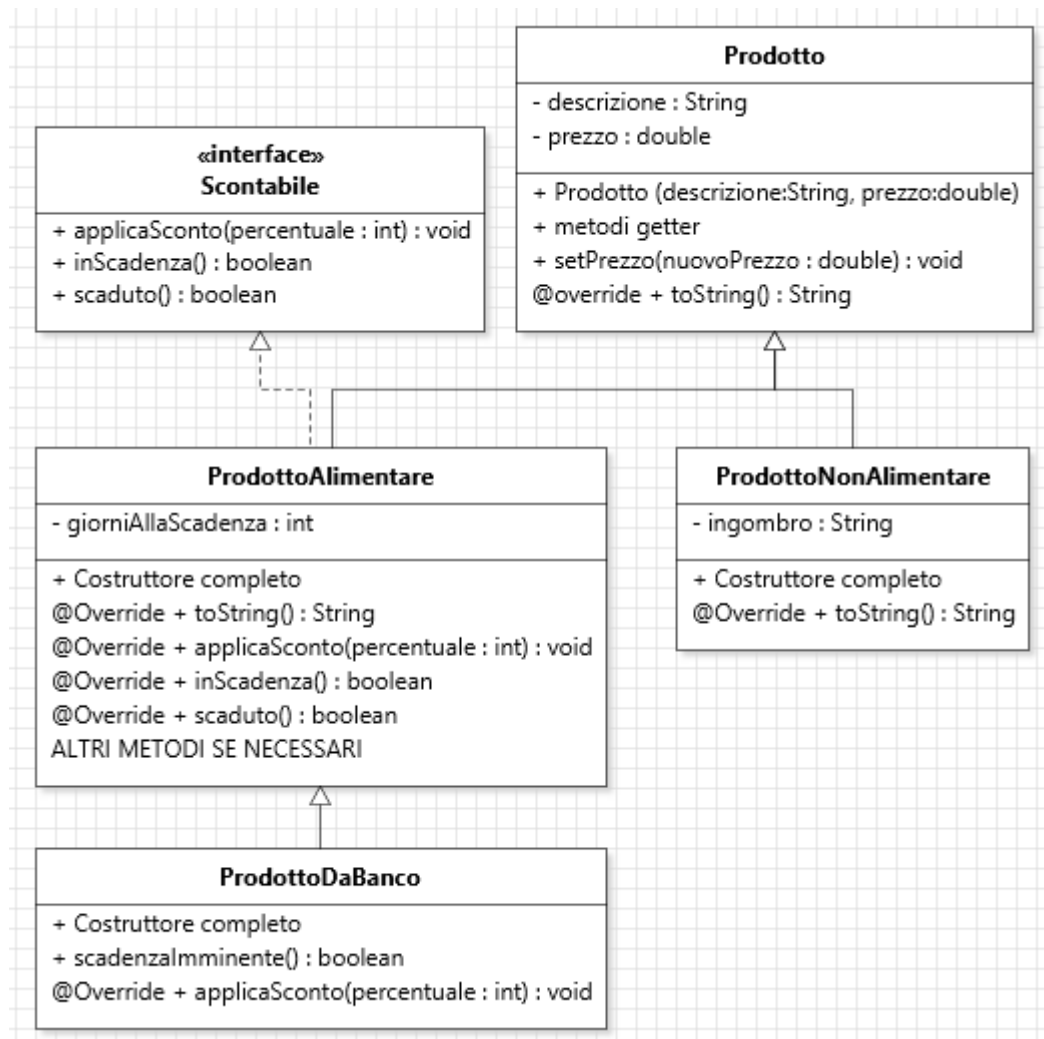 Prodotto
- descrizione : String
- prezzo : double
+ Prodotto (descrizione:String, prezzo:double)
+ metodi getter
+ setPrezzo(nuovoPrezzo : double) : void
@override + toString() : String
«interface»
Scontabile
+ applicaSconto(percentuale : int) : void
+ inScadenza() : boolean
+ scaduto() : boolean
ProdottoAlimentare
- giorniAllaScadenza : int
+ Costruttore completo
@Override + toString() : String
@Override + applicaSconto(percentuale : int) : void
@Override + inScadenza() : boolean
@Override + scaduto() : boolean
ALTRI METODI SE NECESSARI
ProdottoNonAlimentare
- ingombro : String
+ Costruttore completo
@Override + toString() : String
ProdottoDaBanco
+ Costruttore completo
+ scadenzaImminente() : boolean
@Override + applicaSconto(percentuale : int) : void